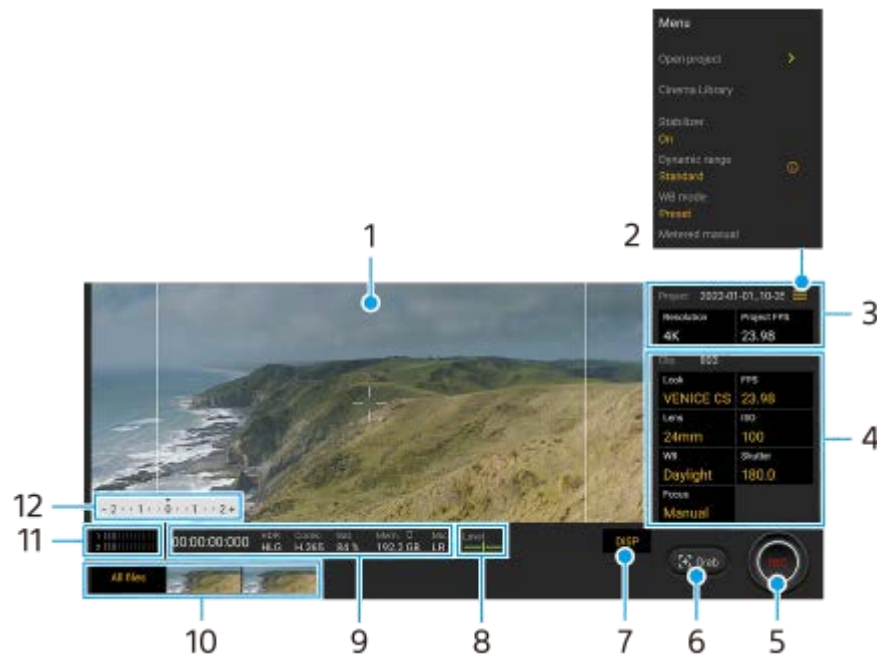 Menu
Open project
Cinema Library
Stabilizer
On
Dynamic range
Standard
WB mode
Preset
Metered manual
1
2
Project 2022-01-01_10-35
Resolution Project FPS
4K 23.98
3
Clip 003
Look FPS
VENICE CS 23.98
Lens ISO
24mm 100
WB Shutter
Daylight 180.0
Focus
Manual
4
12
-2··1··0··1··2+
11
00:00:00:000
HDR Codec Batt. Mem. C Mic
HLG H.265 84 % 192.2 GB LR
Level
DISP
Grab
REC
All files
10 9 8 7 6 5